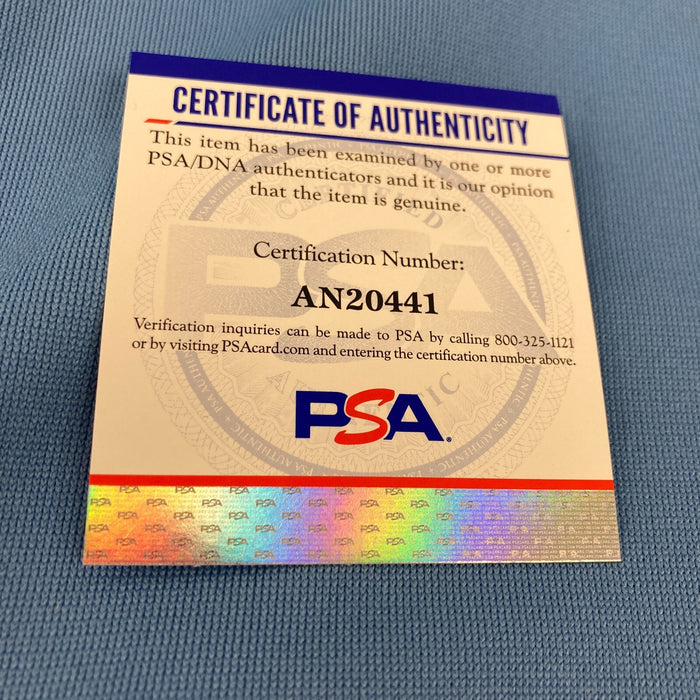 CERTIFICATE OF AUTHENTICITY
This item has been examined by one or more
PSA/DNA authenticators and it is our opinion
that the item is genuine.
Certification Number:
AN20441
Verification inquiries can be made to PSA by calling 800-325-1121
or by visiting PSAcard.com and entering the certification number above.
PSA